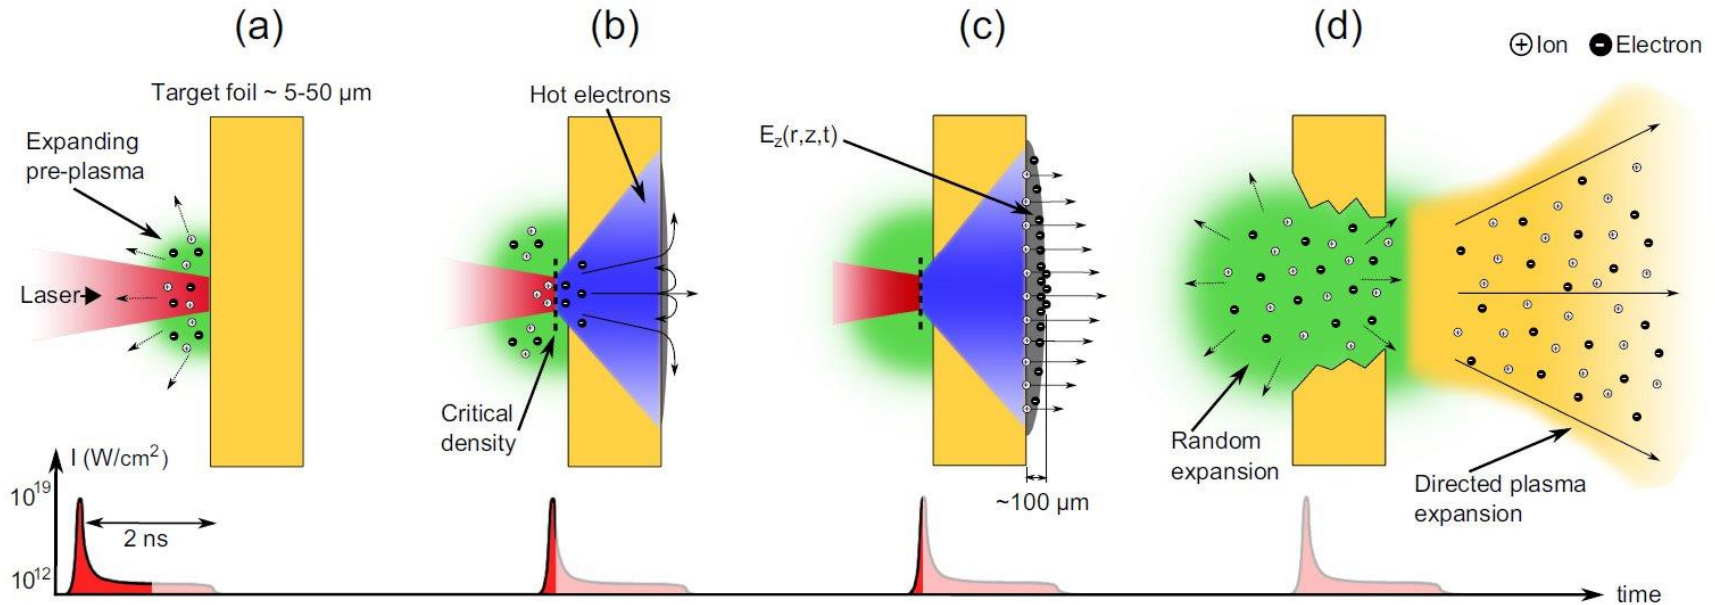 (a)
(b)
(c)
(d)
+ Ion - Electron
Target foil ~ 5-50 µm
Expanding
pre-plasma
Laser
Hot electrons
Critical
density
E_z(r,z,t)
~100 µm
Random
expansion
Directed plasma
expansion
I (W/cm²)
10¹⁹
2 ns
10¹²
time